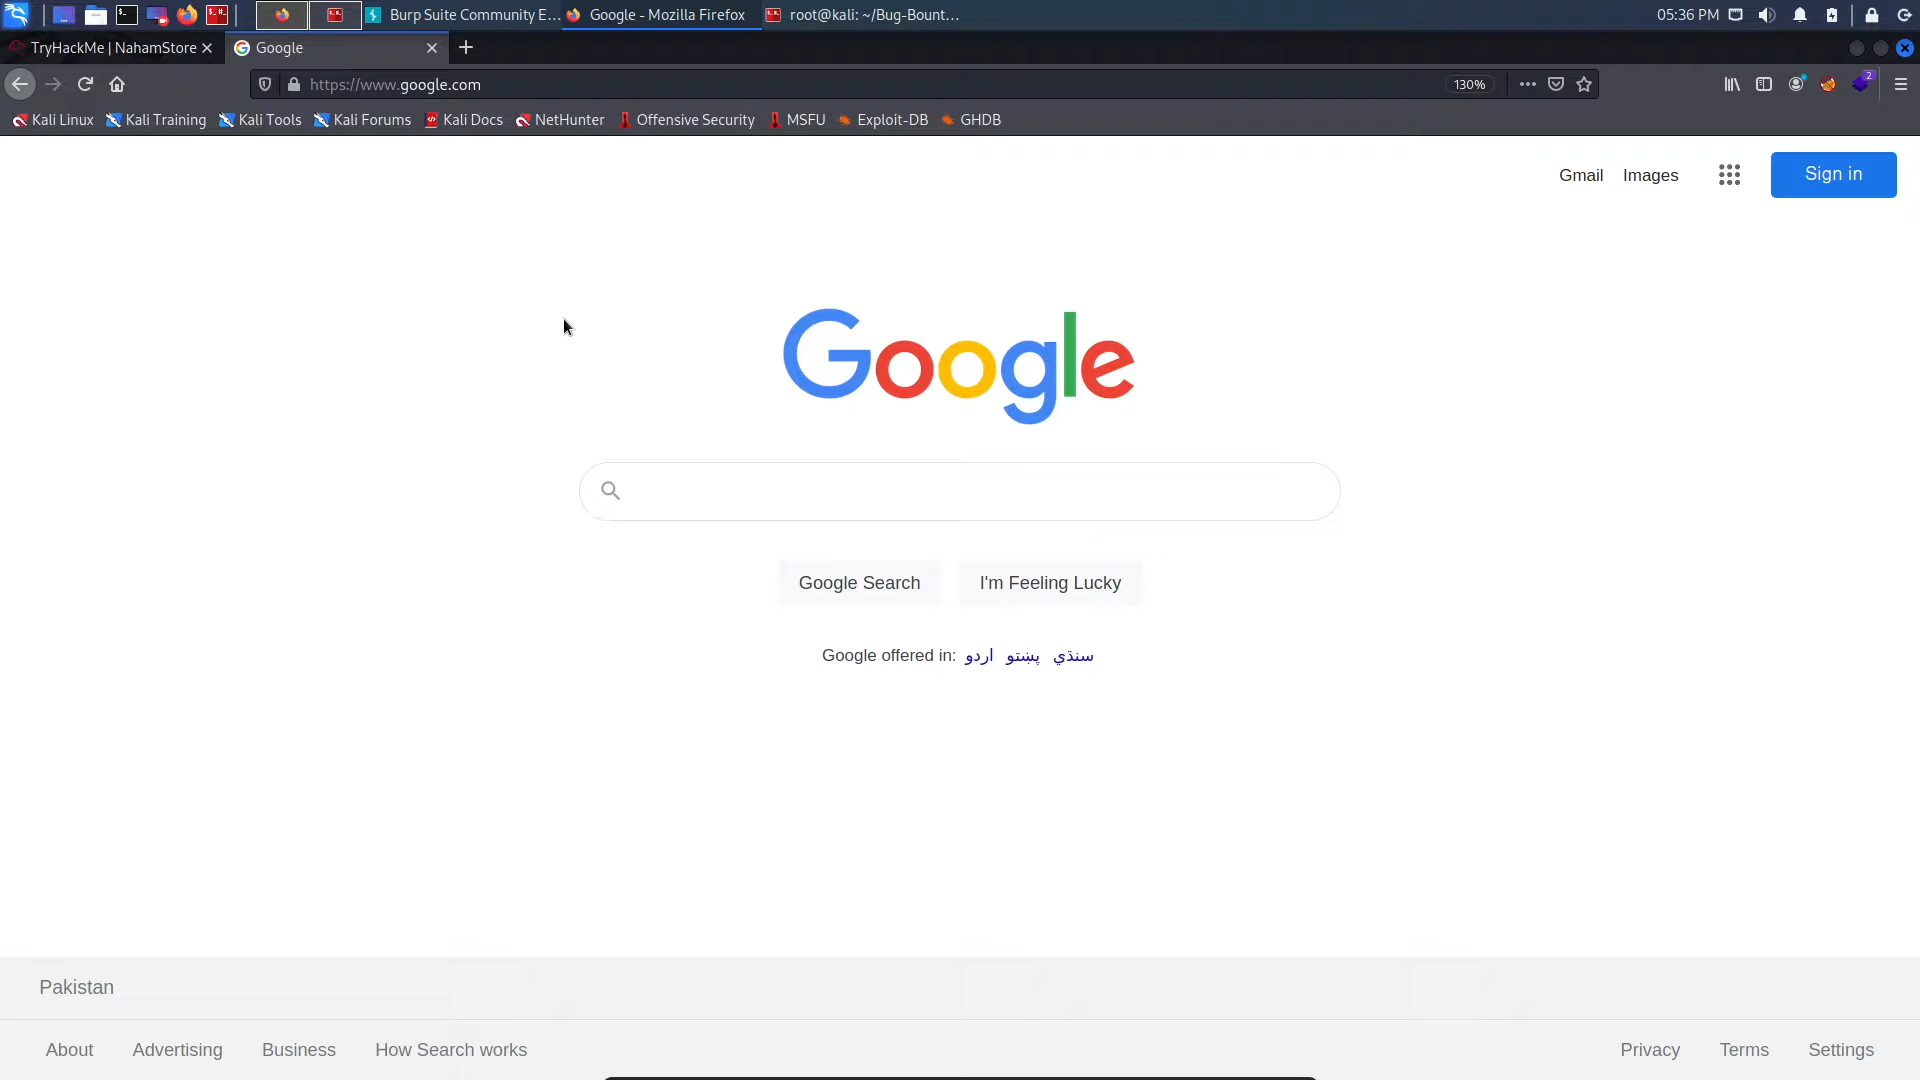 Burp Suite Community E... Google - Mozilla Firefox root@kali: ~/Bug-Bount... 05:36 PM
TryHackMe | NahamStore Google
https://www.google.com 130% 2
Kali Linux Kali Training Kali Tools Kali Forums Kali Docs NetHunter Offensive Security MSFU Exploit-DB GHDB
Gmail Images Sign in
Google
Google Search I'm Feeling Lucky
Google offered in: اردو پښتو سنڌي
Pakistan
About Advertising Business How Search works Privacy Terms Settings